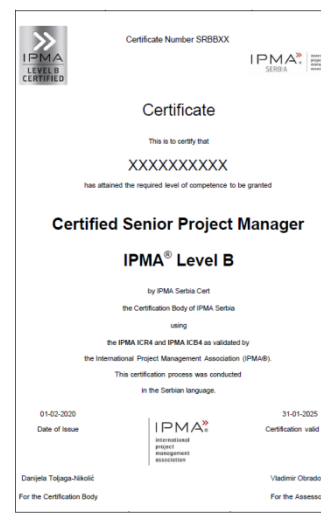 Certificate Number SRBBXX
IPMA
LEVEL B
CERTIFIED
IPMA®
SERBIA
Certificate
This is to certify that
XXXXXXXXXX
has attained the required level of competence to be granted
Certified Senior Project Manager
IPMA® Level B
by IPMA Serbia Cert
the Certification Body of IPMA Serbia
using
the IPMA ICR4 and IPMA ICB4 as validated by
the International Project Management Association (IPMA®).
This certification process was conducted
in the Serbian language.
01-02-2020
Date of Issue
IPMA®
international
project
management
association
31-01-2025
Certification valid
Danijela Toljaga-Nikolić
For the Certification Body
Vladimir Obrado
For the Assesso